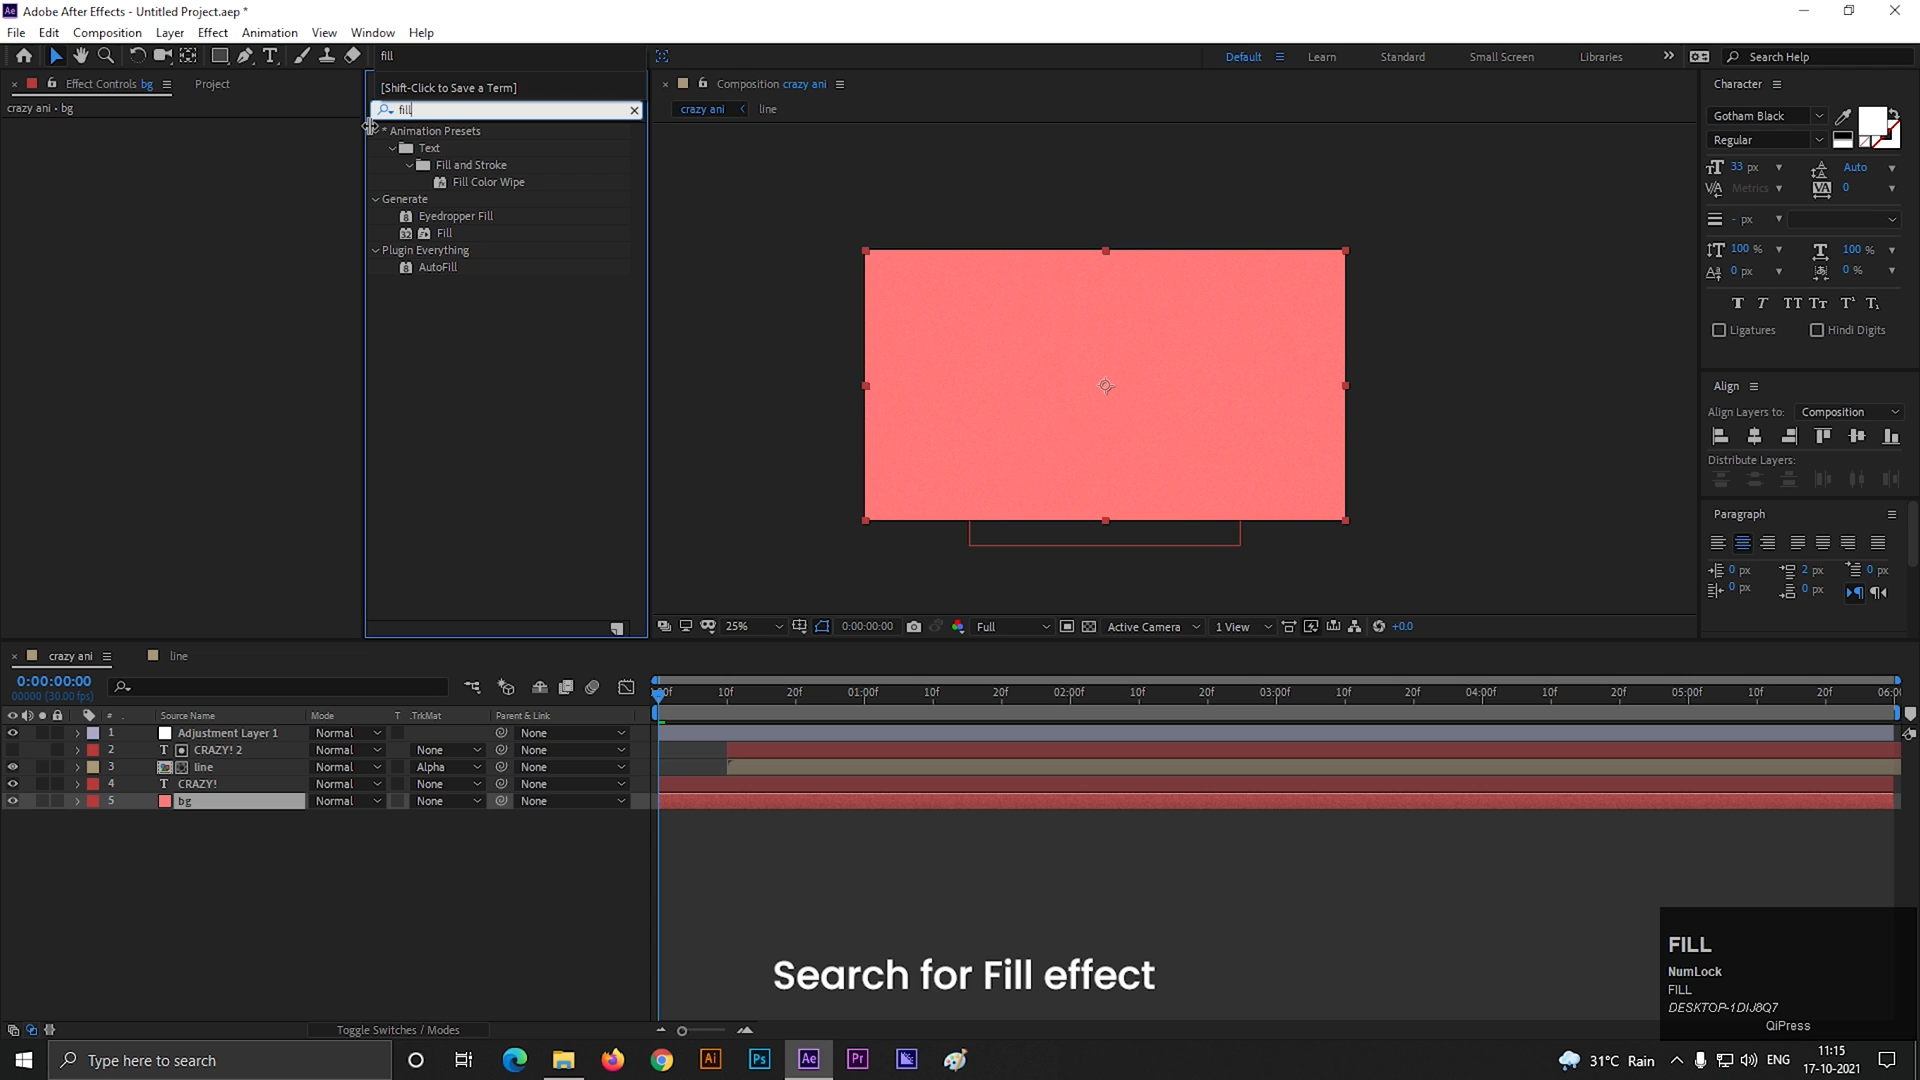 Adobe After Effects - Untitled Project.aep *
File Edit Composition Layer Effect Animation View Window Help
fill
Default Learn Standard Small Screen Libraries Search Help
Effect Controls bg Project
crazy ani • bg
[Shift-Click to Save a Term]
fill
* Animation Presets
Text
Fill and Stroke
Fill Color Wipe
Generate
Eyedropper Fill
Fill
Plugin Everything
AutoFill
Composition crazy ani
crazy ani line
25% 0:00:00:00 Full Active Camera 1 View +0.0
Character
Gotham Black
Regular
33 px Auto
Metrics 0
- px
100 % 100 %
0 px 0 %
Ligatures Hindi Digits
Align
Align Layers to: Composition
Distribute Layers:
Paragraph
0 px 2 px 0 px
0 px 0 px
crazy ani line
0:00:00:00
00000 (30.00 fps)
10f 20f 01:00f 10f 20f 02:00f 10f 20f 03:00f 10f 20f 04:00f 10f 20f 05:00f 10f 20f
# Source Name Mode T .TrkMat Parent & Link
1 Adjustment Layer 1 Normal None
2 T CRAZY! 2 Normal None None
3 line Normal Alpha None
4 T CRAZY! Normal None None
5 bg Normal None None
Search for Fill effect
FILL
NumLock
FILL
DESKTOP-1DIJ8Q7
QiPress
Toggle Switches / Modes
Type here to search
Ai Ps Ae Pr
31°C Rain ENG
11:15
17-10-2021